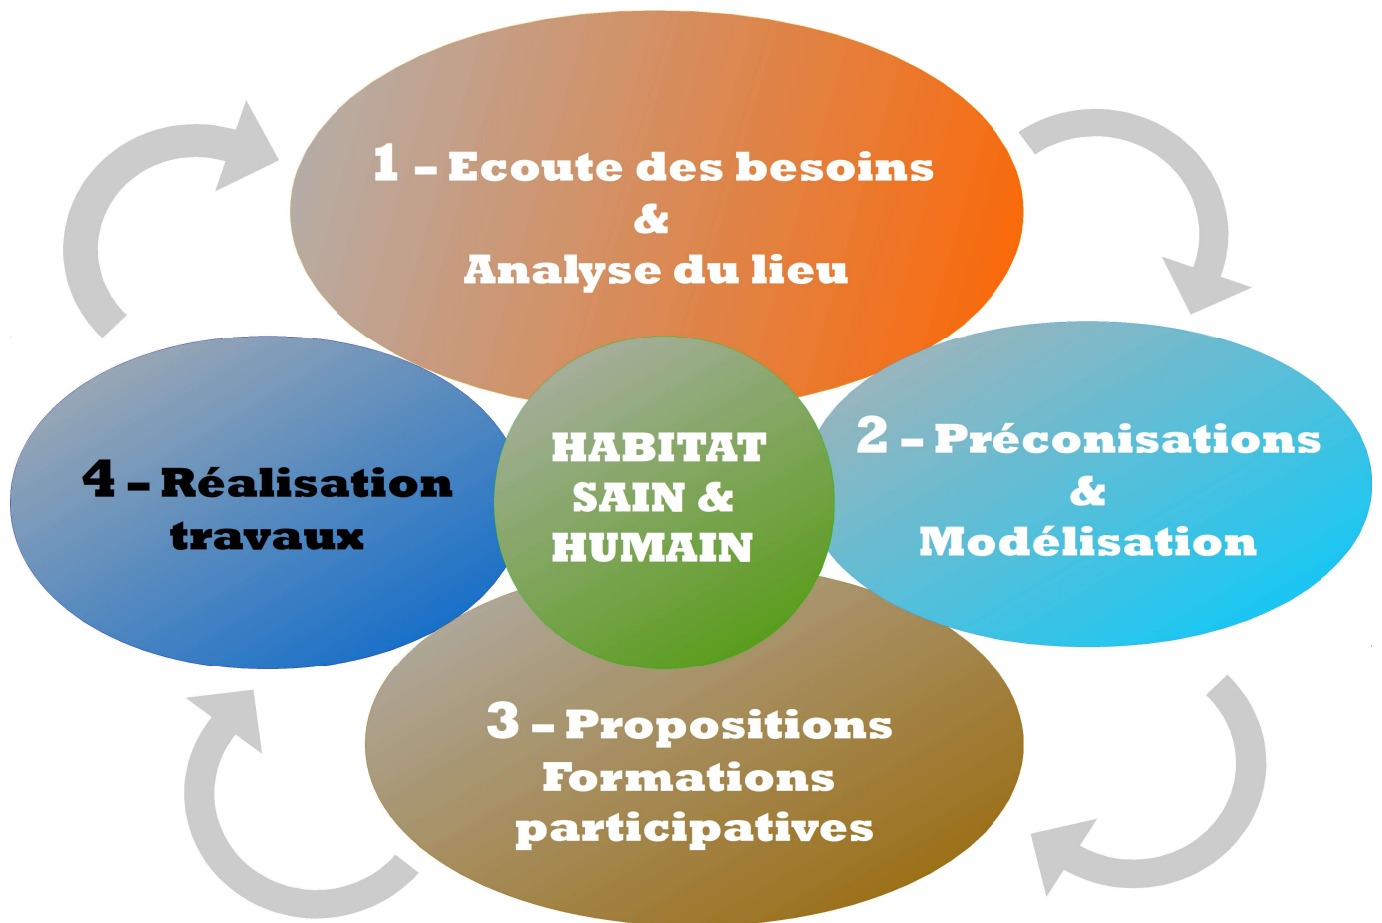 1 – Ecoute des besoins
&
Analyse du lieu
HABITAT
SAIN &
HUMAIN
2 – Préconisations
&
Modélisation
3 – Propositions
Formations
participatives
4 – Réalisation
travaux